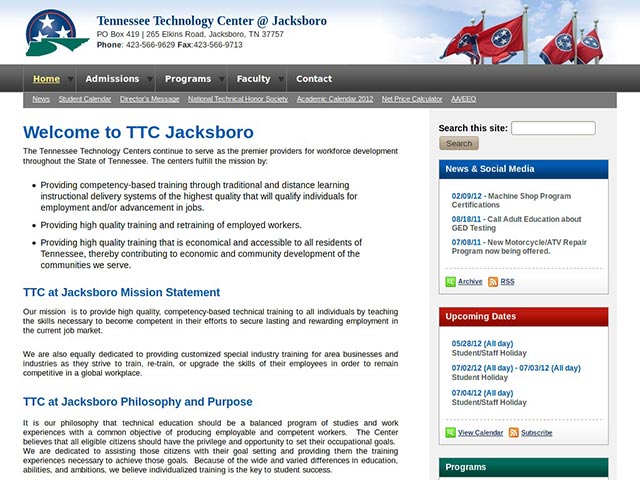 Tennessee Technology Center @ Jacksboro
PO Box 419 | 265 Elkins Road, Jacksboro, TN 37757
Phone: 423-566-9629 Fax:423-566-9713
Home Admissions Programs Faculty Contact
News Student Calendar Director's Message National Technical Honor Society Academic Calendar 2012 Net Price Calculator AA/EEO
Welcome to TTC Jacksboro
The Tennessee Technology Centers continue to serve as the premier providers for workforce development
throughout the State of Tennessee. The centers fulfill the mission by:
Providing competency-based training through traditional and distance learning
instructional delivery systems of the highest quality that will qualify individuals for
employment and/or advancement in jobs.
Providing high quality training and retraining of employed workers.
Providing high quality training that is economical and accessible to all residents of
Tennessee, thereby contributing to economic and community development of the
communities we serve.
TTC at Jacksboro Mission Statement
Our mission is to provide high quality, competency-based technical training to all individuals by teaching
the skills necessary to become competent in their efforts to secure lasting and rewarding employment in
the current job market.
We are also equally dedicated to providing customized special industry training for area businesses and
industries as they strive to train, re-train, or upgrade the skills of their employees in order to remain
competitive in a global workplace.
TTC at Jacksboro Philosophy and Purpose
It is our philosophy that technical education should be a balanced program of studies and work
experiences with a common objective of producing employable and competent workers. The Center
believes that all eligible citizens should have the privilege and opportunity to set their occupational goals.
We are dedicated to assisting those citizens with their goal setting and providing them the training
experiences necessary to achieve those goals. Because of the wide and varied differences in education,
abilities, and ambitions, we believe individualized training is the key to student success.
Search this site:
Search
News & Social Media
02/09/12 - Machine Shop Program
Certifications
08/18/11 - Call Adult Education about
GED Testing
07/08/11 - New Motorcycle/ATV Repair
Program now being offered.
Archive RSS
Upcoming Dates
05/28/12 (All day)
Student/Staff Holiday
07/02/12 (All day) - 07/03/12 (All day)
Student Holiday
07/04/12 (All day)
Student/Staff Holiday
View Calendar Subscribe
Programs